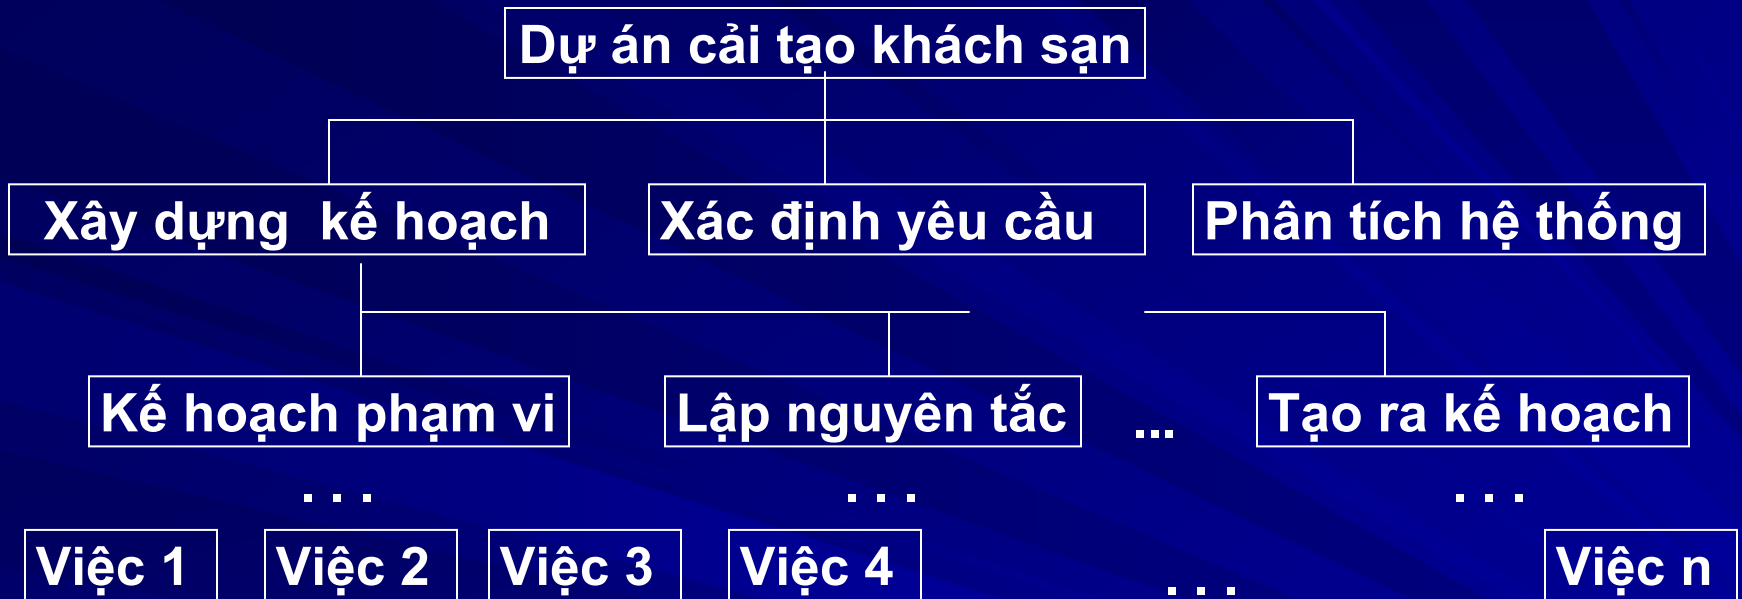 Dự án cải tạo khách sạn
Xây dựng kế hoạch
Xác định yêu cầu
Phân tích hệ thống
Kế hoạch phạm vi
Lập nguyên tắc
...
Tạo ra kế hoạch
. . .
. . .
. . .
Việc 1
Việc 2
Việc 3
Việc 4
. . .
Việc n